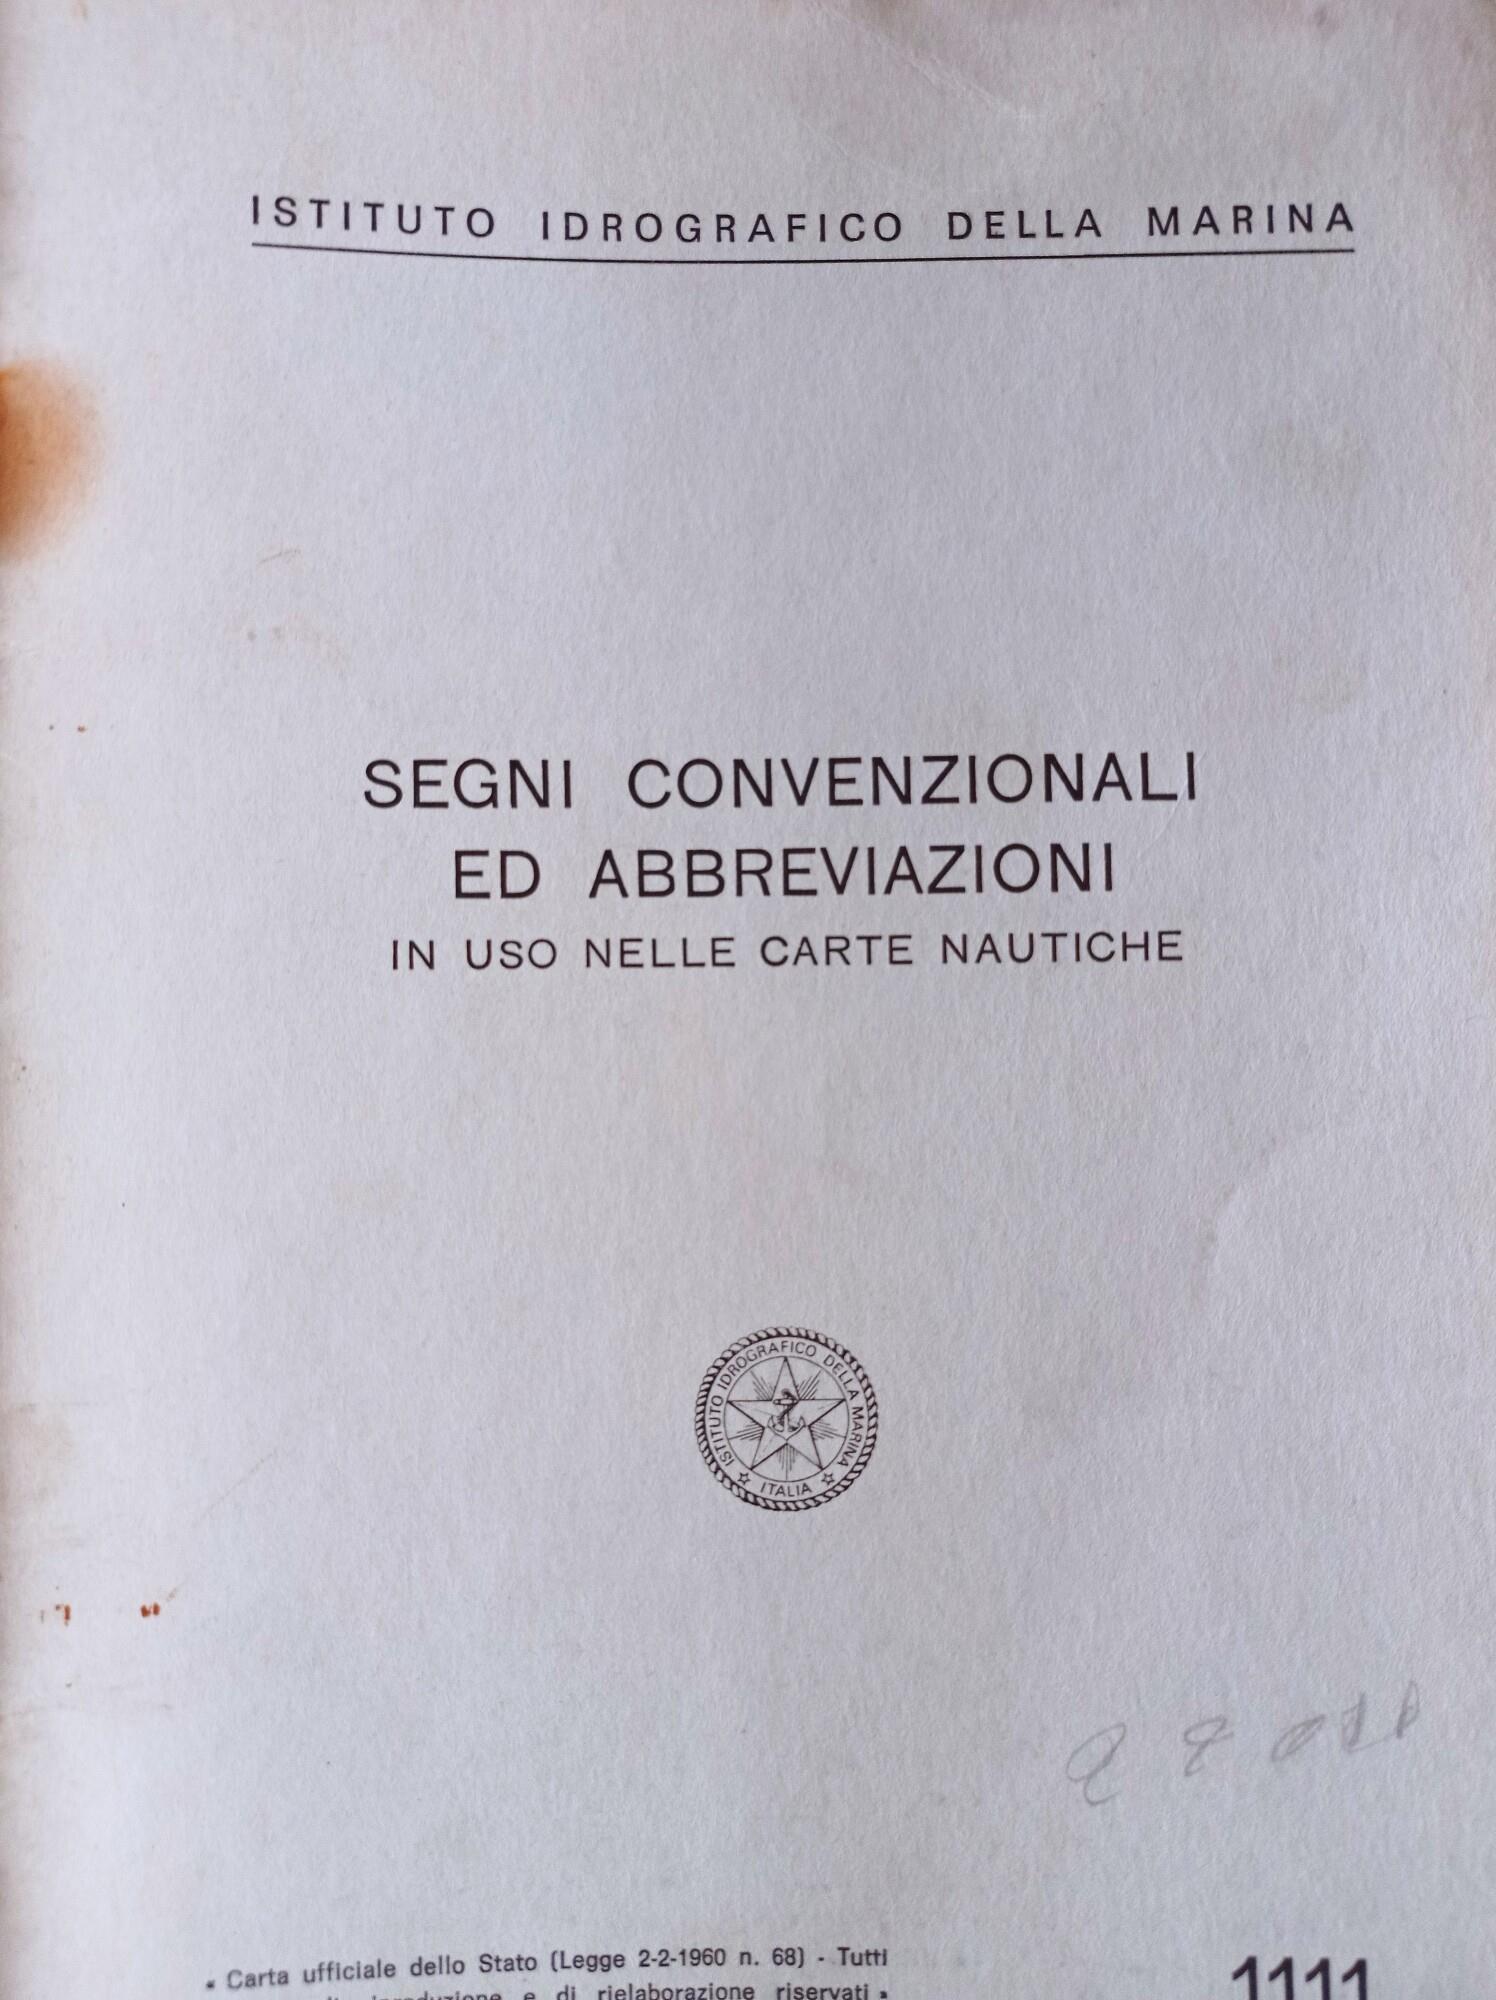 ISTITUTO IDROGRAFICO DELLA MARINA
SEGNI CONVENZIONALI
ED ABBREVIAZIONI
IN USO NELLE CARTE NAUTICHE
ISTITUTO IDROGRAFICO DELLA MARINA
ITALIA
« Carta ufficiale dello Stato (Legge 2-2-1960 n. 68) - Tutti
e di rielaborazione riservati »
1111